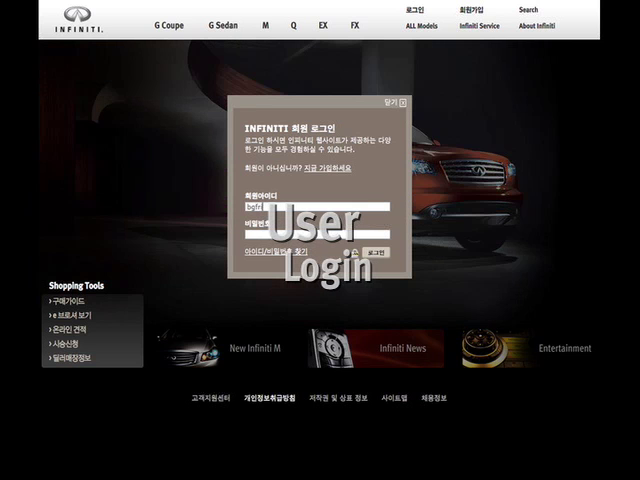 INFINITI.
G Coupe G Sedan M Q EX FX
로그인 회원가입 Search
ALL Models Infiniti Service About Infiniti
닫기 x
INFINITI 회원 로그인
로그인 하시면 인피니티 웹사이트가 제공하는 다양
한 기능을 모두 경험하실 수 있습니다.
회원이 아니십니까? 지금 가입하세요
회원아이디
bgfr
비밀번호
User
Login
아이디/비밀번호 찾기 로그인
Shopping Tools
› 구매가이드
› e 브로셔 보기
› 온라인 견적
› 시승신청
› 딜러매장정보
New Infiniti M Infiniti News Entertainment
고객지원센터 개인정보취급방침 저작권 및 상표 정보 사이트맵 채용정보